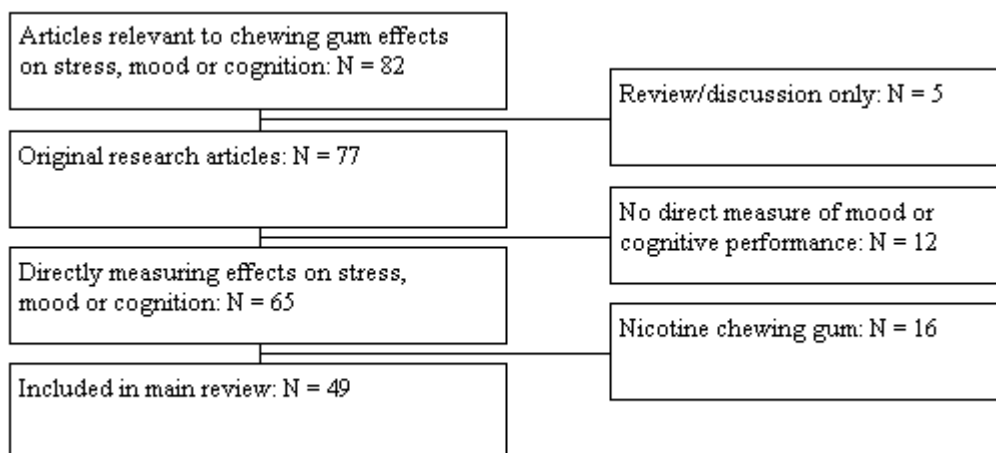 Articles relevant to chewing gum effects
on stress, mood or cognition: N = 82
Review/discussion only: N = 5
Original research articles: N = 77
No direct measure of mood or
cognitive performance: N = 12
Directly measuring effects on stress,
mood or cognition: N = 65
Nicotine chewing gum: N = 16
Included in main review: N = 49